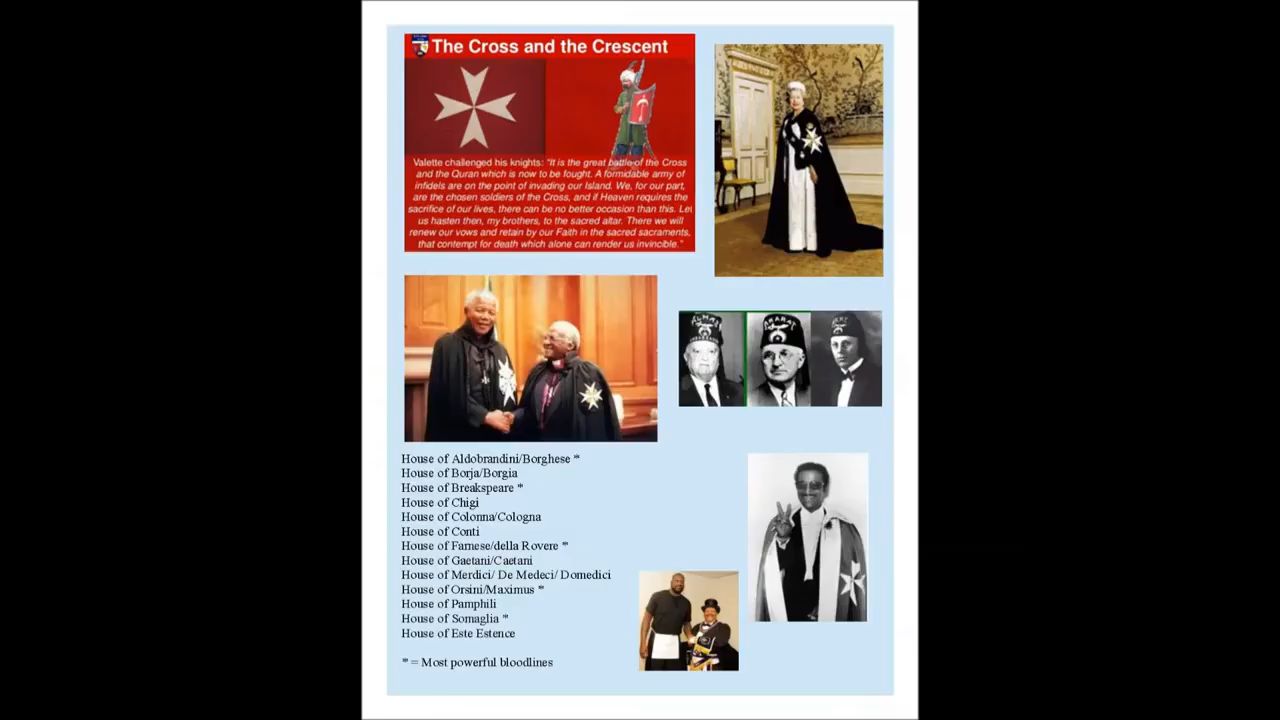 The Cross and the Crescent
Valette challenged his knights: "It is the great battle of the Cross
and the Quran which is now to be fought. A formidable army of
infidels are on the point of invading our Island. We, for our part,
are the chosen soldiers of the Cross, and if Heaven requires the
sacrifice of our lives, there can be no better occasion than this. Let
us hasten then, my brothers, to the sacred altar. There we will
renew our vows and retain by our Faith in the sacred sacraments,
that contempt for death which alone can render us invincible."
ALMAS
ARARAT
House of Aldobrandini/Borghese *
House of Borja/Borgia
House of Breakspeare *
House of Chigi
House of Colonna/Cologna
House of Conti
House of Farnese/della Rovere *
House of Gaetani/Caetani
House of Merdici/ De Medeci/ Domedici
House of Orsini/Maximus *
House of Pamphili
House of Somaglia *
House of Este Estence
* = Most powerful bloodlines